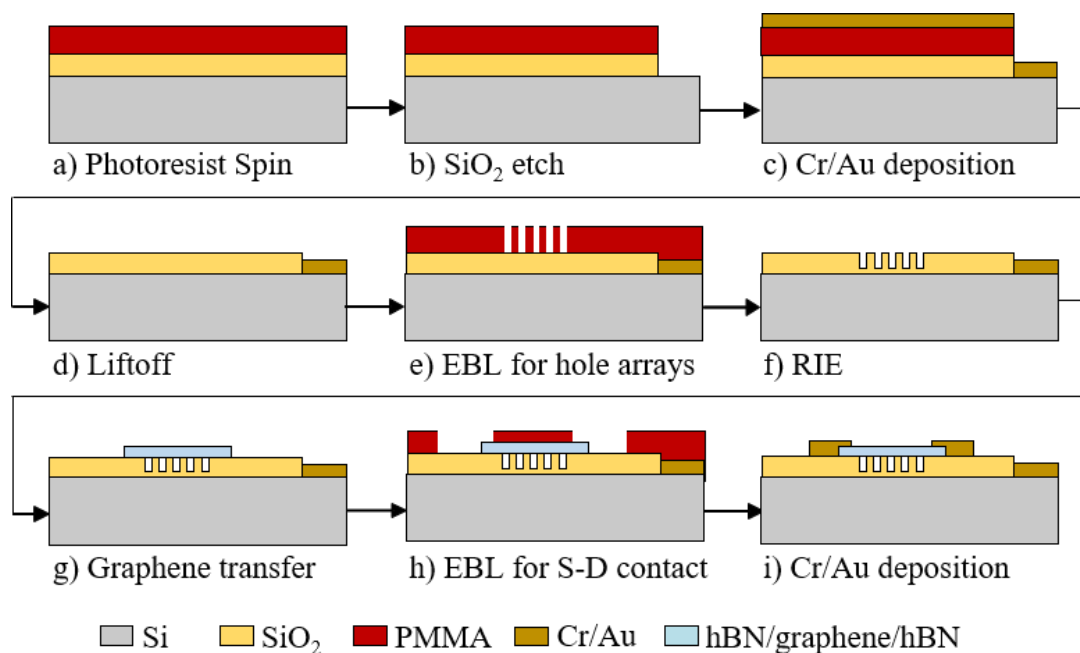 a) Photoresist Spin
b) SiO₂ etch
c) Cr/Au deposition
d) Liftoff
e) EBL for hole arrays
f) RIE
g) Graphene transfer
h) EBL for S-D contact
i) Cr/Au deposition
Si SiO₂ PMMA Cr/Au hBN/graphene/hBN